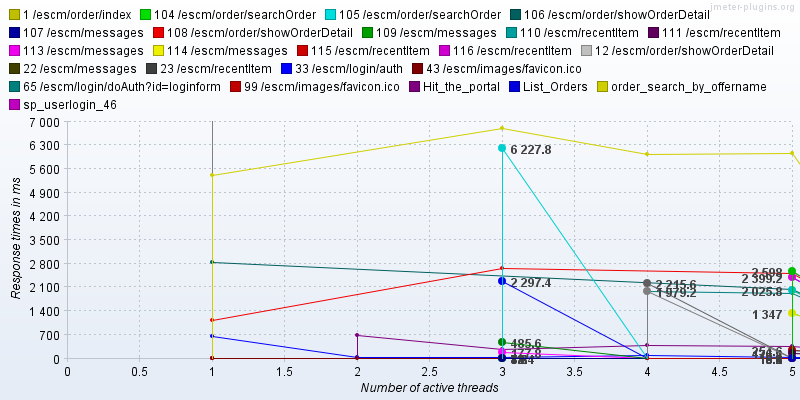 jmeter-plugins.org
1 /escm/order/index 104 /escm/order/searchOrder 105 /escm/order/searchOrder 106 /escm/order/showOrderDetail
107 /escm/messages 108 /escm/order/showOrderDetail 109 /escm/messages 110 /escm/recentItem 111 /escm/recentItem
113 /escm/messages 114 /escm/messages 115 /escm/recentItem 116 /escm/recentItem 12 /escm/order/showOrderDetail
22 /escm/messages 23 /escm/recentItem 33 /escm/login/auth 43 /escm/images/favicon.ico
65 /escm/login/doAuth?id=loginform 99 /escm/images/favicon.ico Hit_the_portal List_Orders order_search_by_offername
sp_userlogin_46
7 000
6 300
6 227.8
5 600
4 900
4 200
3 500
2 800
2 598
2 399.2
2 297.4
2 215.6
2 100
1 979.2
2 025.8
1 400
1 347
700
485.6
177.8
0
0 0.5 1 1.5 2 2.5 3 3.5 4 4.5 5
Response times in ms
Number of active threads